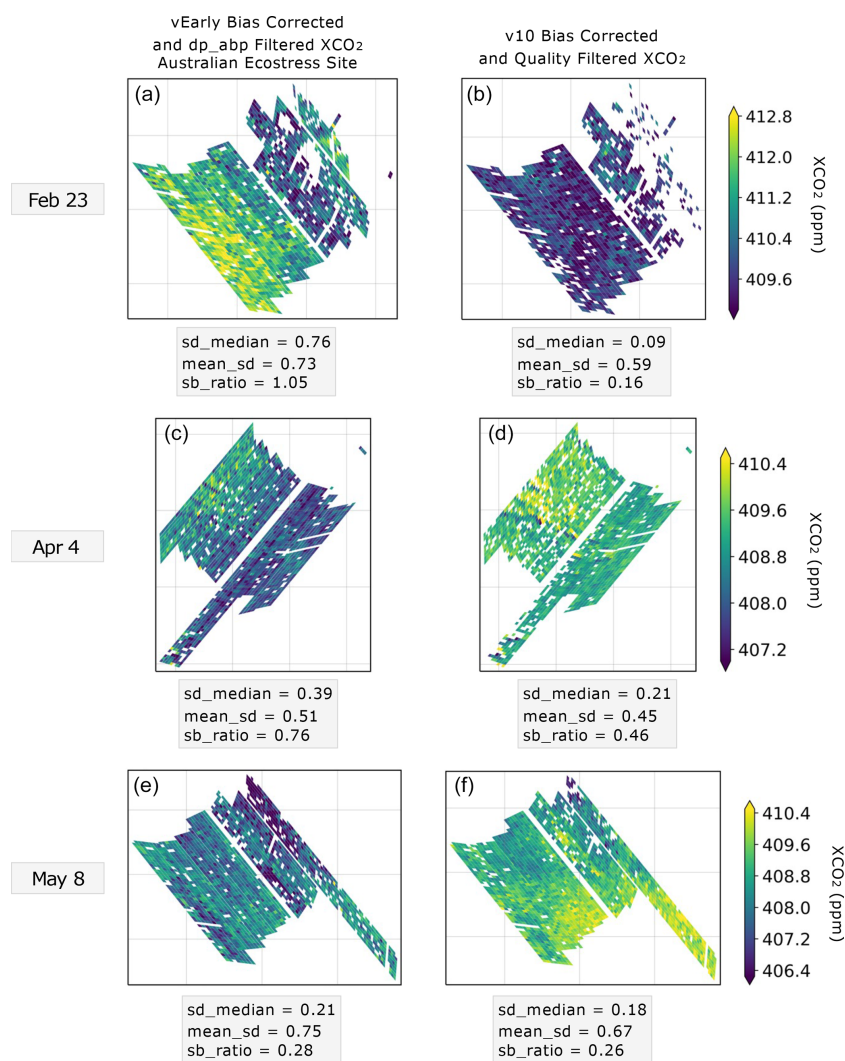 vEarly Bias Corrected
and dp_abp Filtered XCO₂
Australian Ecostress Site
v10 Bias Corrected
and Quality Filtered XCO₂
Feb 23
(a)
(b)
412.8
412.0
411.2
410.4
409.6
XCO₂ (ppm)
sd_median = 0.76
mean_sd = 0.73
sb_ratio = 1.05
sd_median = 0.09
mean_sd = 0.59
sb_ratio = 0.16
Apr 4
(c)
(d)
410.4
409.6
408.8
408.0
407.2
XCO₂ (ppm)
sd_median = 0.39
mean_sd = 0.51
sb_ratio = 0.76
sd_median = 0.21
mean_sd = 0.45
sb_ratio = 0.46
May 8
(e)
(f)
410.4
409.6
408.8
408.0
407.2
406.4
XCO₂ (ppm)
sd_median = 0.21
mean_sd = 0.75
sb_ratio = 0.28
sd_median = 0.18
mean_sd = 0.67
sb_ratio = 0.26